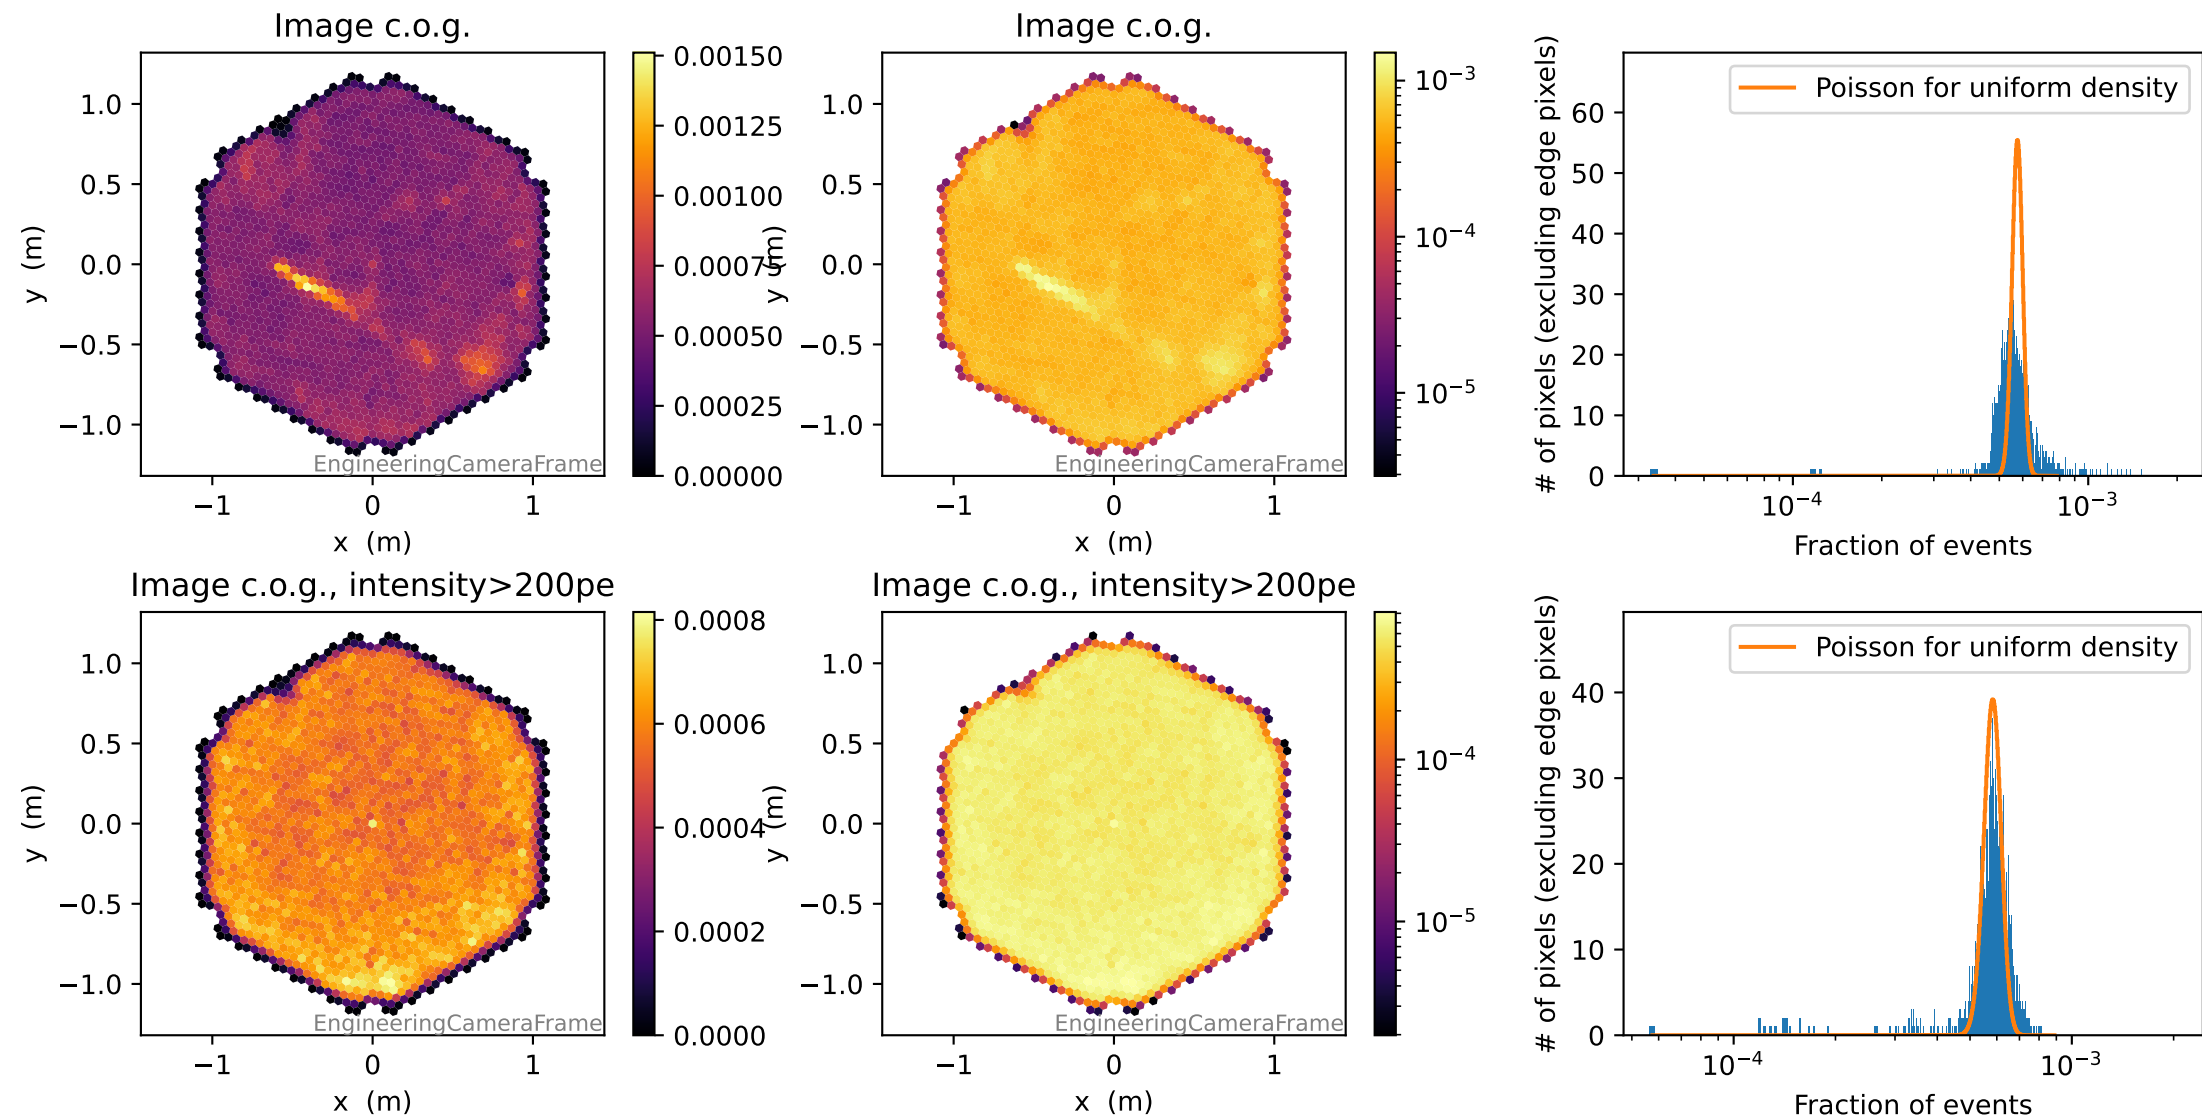 Image c.o.g.
1.0
0.5
0.0
−0.5
−1.0
y (m)
−1
0
1
x (m)
EngineeringCameraFrame
0.00150
0.00125
0.00100
0.00075
0.00050
0.00025
0.00000
Image c.o.g.
1.0
0.5
0.0
−0.5
−1.0
y (m)
−1
0
1
x (m)
EngineeringCameraFrame
10⁻³
10⁻⁴
10⁻⁵
# of pixels (excluding edge pixels)
60
50
40
30
20
10
0
Poisson for uniform density
10⁻⁴
10⁻³
Fraction of events
Image c.o.g., intensity>200pe
1.0
0.5
0.0
−0.5
−1.0
y (m)
−1
0
1
x (m)
EngineeringCameraFrame
0.0008
0.0006
0.0004
0.0002
0.0000
Image c.o.g., intensity>200pe
1.0
0.5
0.0
−0.5
−1.0
y (m)
−1
0
1
x (m)
EngineeringCameraFrame
10⁻⁴
10⁻⁵
# of pixels (excluding edge pixels)
40
30
20
10
0
Poisson for uniform density
10⁻⁴
10⁻³
Fraction of events